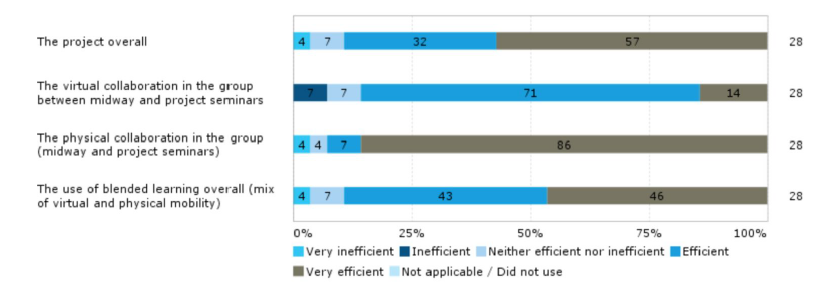 The project overall
4 7 32 57 28
The virtual collaboration in the group
between midway and project seminars
7 7 71 14 28
The physical collaboration in the group
(midway and project seminars)
4 4 7 86 28
The use of blended learning overall (mix
of virtual and physical mobility)
4 7 43 46 28
0% 25% 50% 75% 100%
Very inefficient Inefficient Neither efficient nor inefficient Efficient
Very efficient Not applicable / Did not use